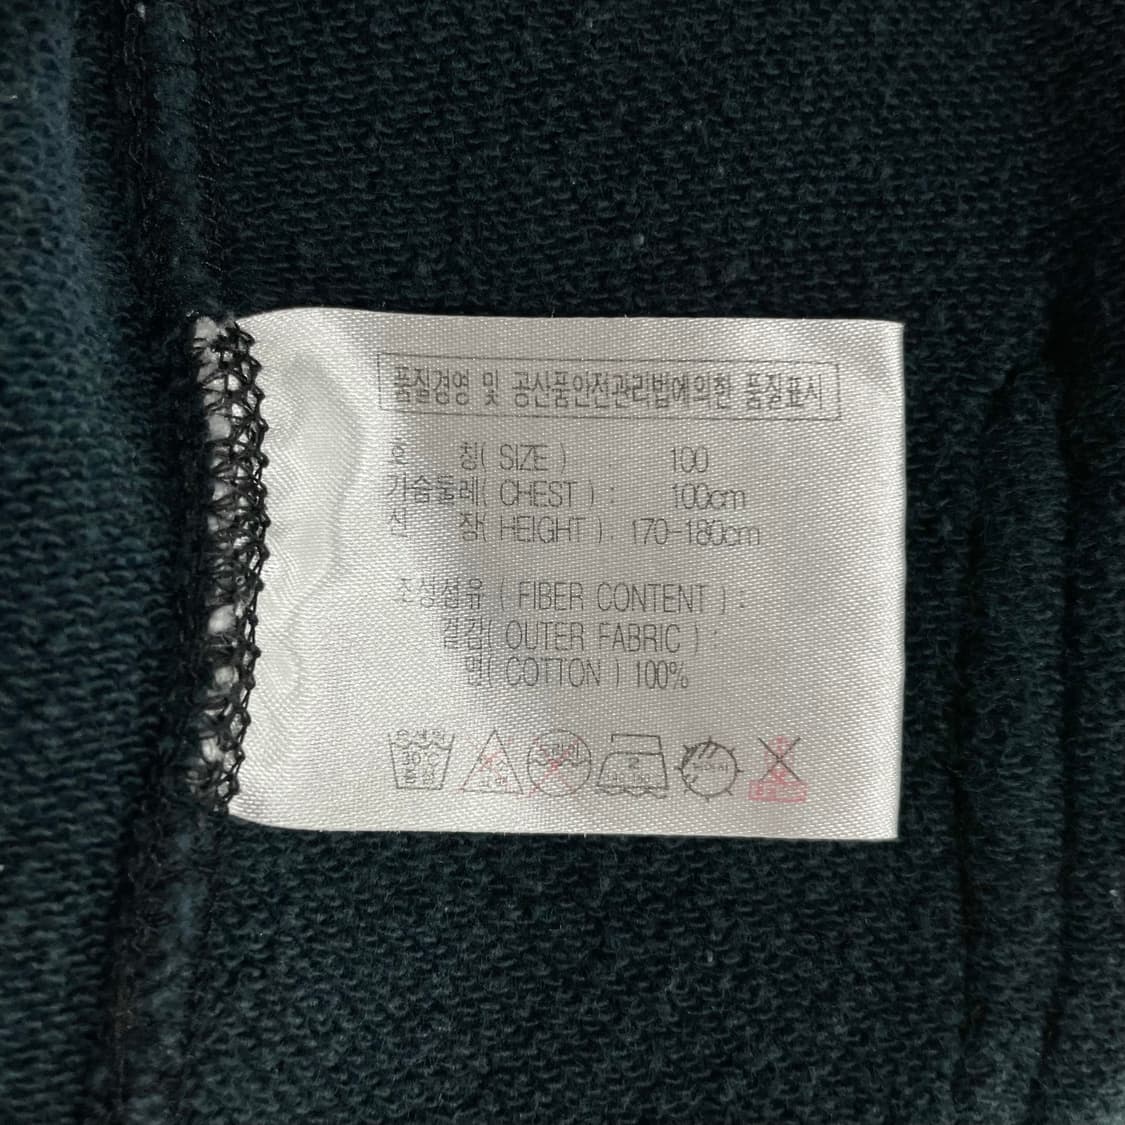 품질경영 및 공산품안전관리법에의한 품질표시
호 칭( SIZE ) 100
가슴둘레( CHEST ) : 100cm
신 장( HEIGHT ) : 170-180cm
조성섬유 ( FIBER CONTENT ) :
겉감( OUTER FABRIC ) :
면( COTTON ) 100%